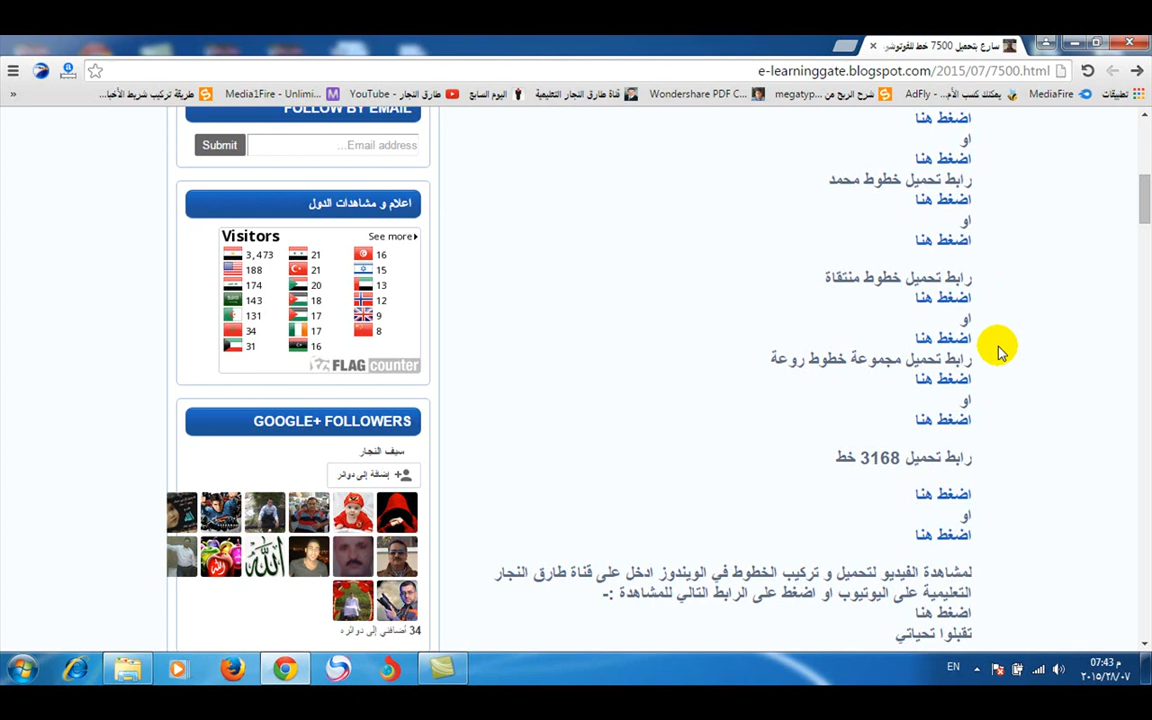 سارع بتحميل 7500 خط للفوتوشو
e-learninggate.blogspot.com/2015/07/7500.html
تطبيقات
MediaFire
يمكنك كسب الأم...
AdFly
شرح الربح من megatyp...
Wondershare PDF C...
قناة طارق النجار التعليمية
اليوم السابع
طارق النجار - YouTube
Media1Fire - Unlimi...
طريقة تركيب شريط الأخبا...
»
اضغط هنا
او
اضغط هنا
رابط تحميل خطوط محمد
اضغط هنا
او
اضغط هنا
رابط تحميل خطوط منتقاة
اضغط هنا
او
اضغط هنا
رابط تحميل مجموعة خطوط روعة
اضغط هنا
او
اضغط هنا
رابط تحميل 3168 خط
اضغط هنا
او
اضغط هنا
لمشاهدة الفيديو لتحميل و تركيب الخطوط في الويندوز ادخل على قناة طارق النجار
التعليمية على اليوتيوب او اضغط على الرابط التالي للمشاهدة :-
اضغط هنا
تقبلوا تحياتي
FOLLOW BY EMAIL
Email address...
Submit
اعلام و مشاهدات الدول
Visitors
See more
3,473 21 16
188 21 15
174 20 13
143 18 12
131 17 9
34 17 8
31 16
FLAG counter
GOOGLE+ FOLLOWERS
سيف النجار
إضافة إلى دوائر
34 أضافني إلى دوائره
EN
07:43 م
٢٠١٥/٢٨/٠٧